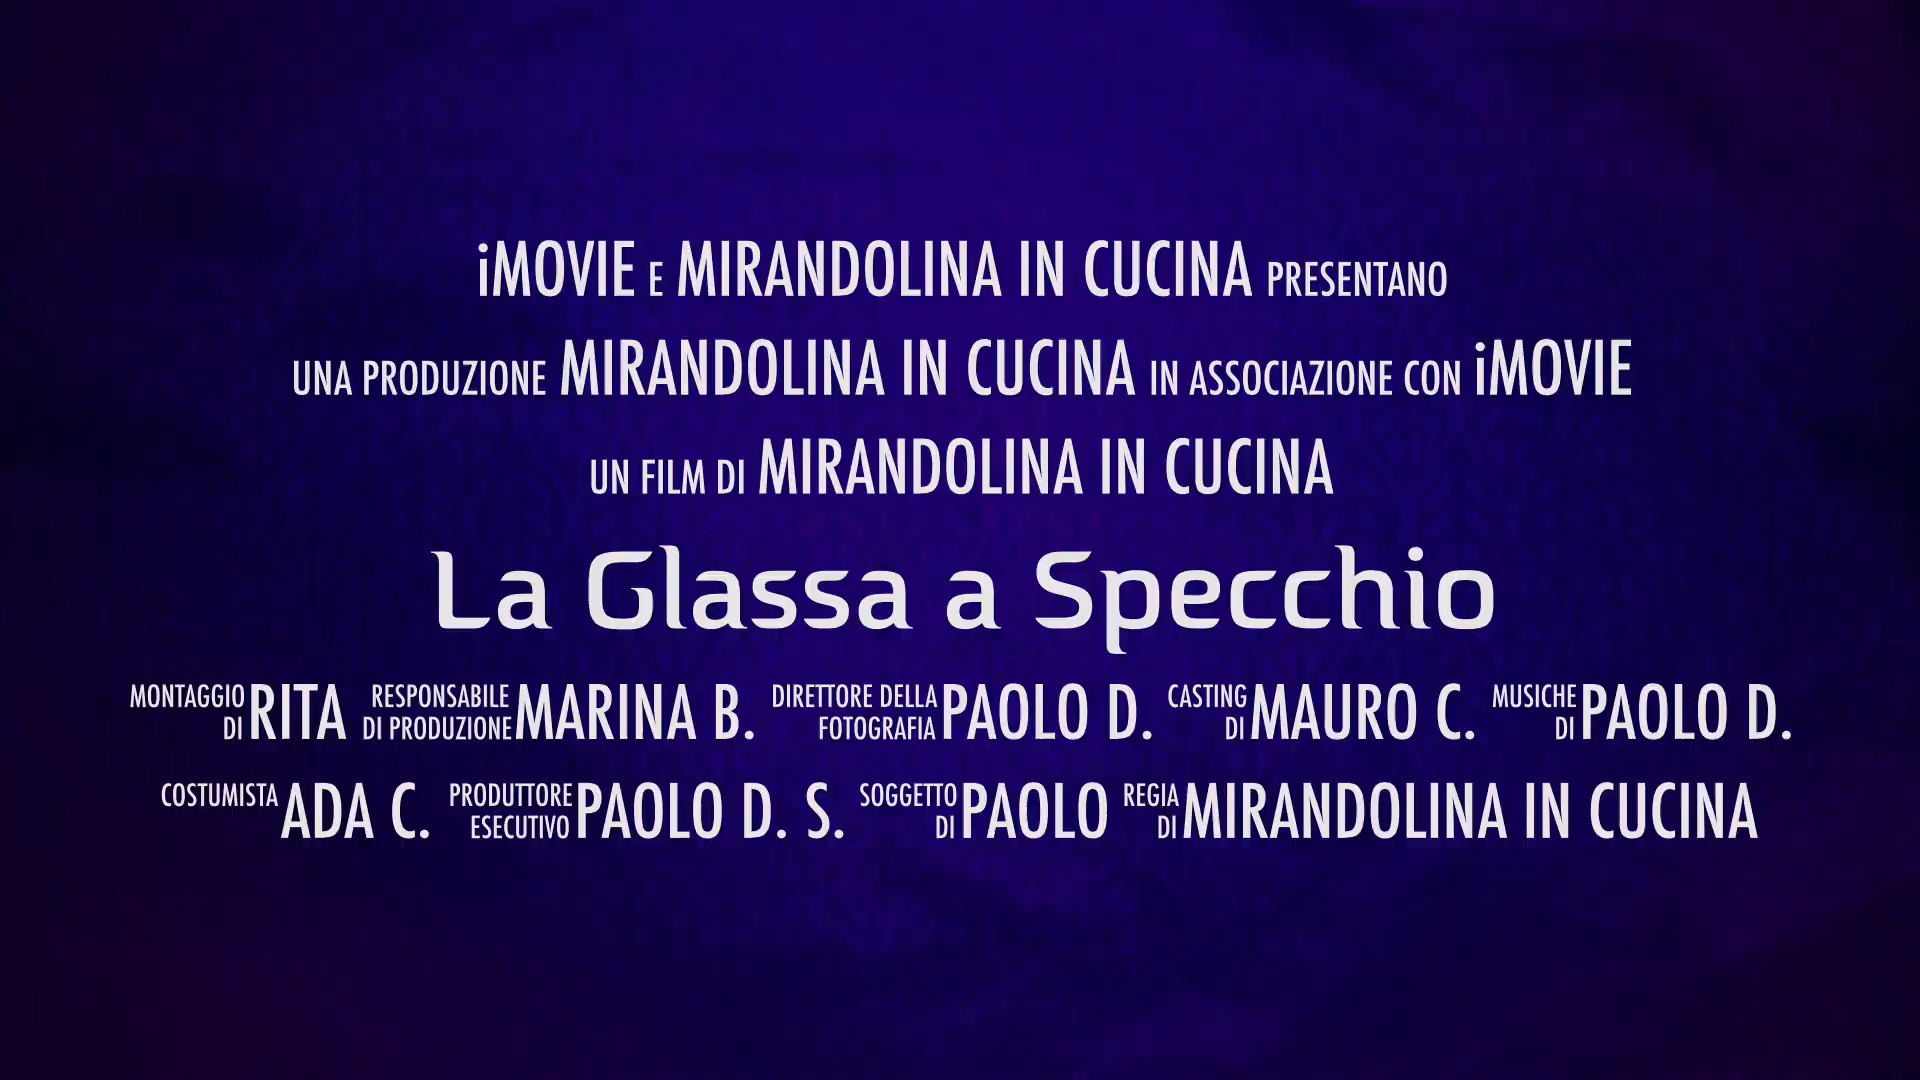 iMOVIE E MIRANDOLINA IN CUCINA PRESENTANO
UNA PRODUZIONE MIRANDOLINA IN CUCINA IN ASSOCIAZIONE CON iMOVIE
UN FILM DI MIRANDOLINA IN CUCINA
La Glassa a Specchio
MONTAGGIO DI RITA RESPONSABILE DI PRODUZIONE MARINA B. DIRETTORE DELLA FOTOGRAFIA PAOLO D. CASTING DI MAURO C. MUSICHE DI PAOLO D.
COSTUMISTA ADA C. PRODUTTORE ESECUTIVO PAOLO D. S. SOGGETTO DI PAOLO REGIA DI MIRANDOLINA IN CUCINA